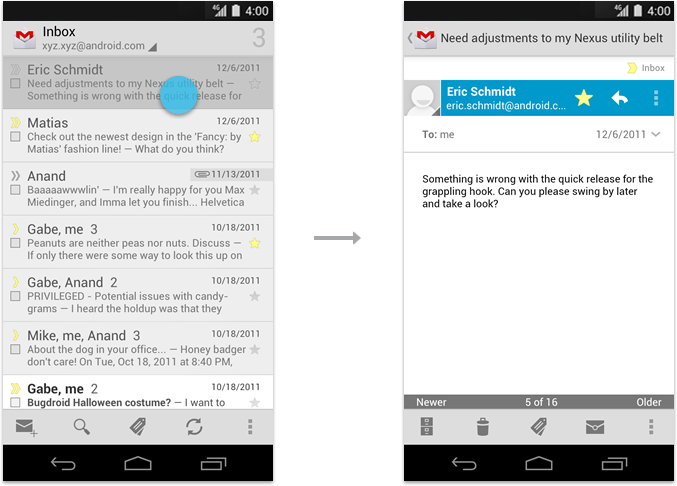 4G 4:00
Inbox
xyz.xyz@android.com
3
Eric Schmidt 12/6/2011
Need adjustments to my Nexus utility belt —
Something is wrong with the quick release for
Matias 12/6/2011
Check out the newest design in the 'Fancy: by
Matias' fashion line! — What do you think?
Anand 11/13/2011
Baaaaawwwlin' — I'm really happy for you Max
Miedinger, and Imma let you finish... Helvetica
Gabe, me 3 10/18/2011
Peanuts are neither peas nor nuts. Discuss —
If only there were some way to look this up on
Gabe, Anand 2 10/18/2011
PRIVILEGED - Potential issues with candy-
grams — I heard the holdup was that they
Mike, me, Anand 3 10/18/2011
About the dog in your office... — Honey badger
don't care! On Tue, Oct 18, 2011 at 8:40 PM,
Gabe, me 2 10/18/2011
Bugdroid Halloween costume? — I want to
4G 4:00
Need adjustments to my Nexus utility belt
Inbox
Eric Schmidt
eric.schmidt@android.c
To: me 12/6/2011
Something is wrong with the quick release for the
grappling hook. Can you please swing by later
and take a look?
Newer 5 of 16 Older